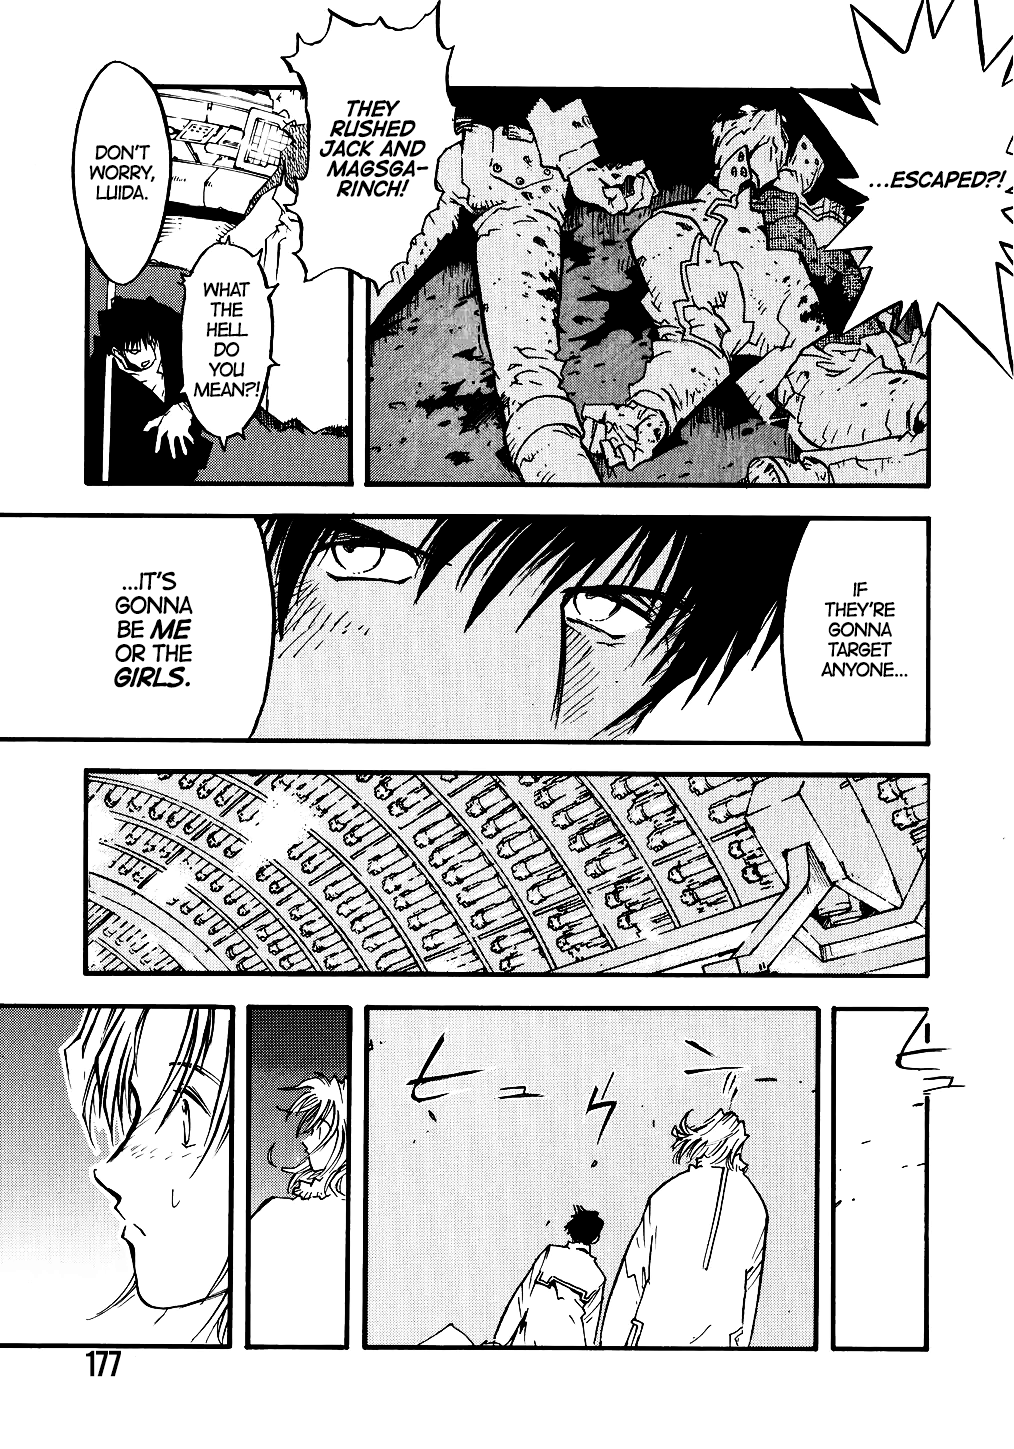 ...ESCAPED?!
THEY
RUSHED
JACK AND
MAGSGA-
RINCH!
DON'T
WORRY,
LUIDA.
WHAT
THE
HELL
DO
YOU
MEAN?!
IF
THEY'RE
GONNA
TARGET
ANYONE...
...IT'S
GONNA
BE ME
OR THE
GIRLS.
ヒュ
ヒュゥ
177